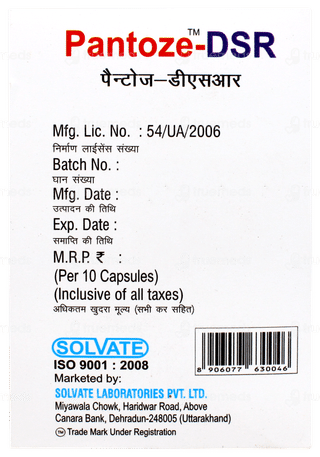 Pantoze™-DSR
पैन्टोज-डीएसआर
Mfg. Lic. No. : 54/UA/2006
निर्माण लाईसेंस संख्या
Batch No. :
घान संख्या
Mfg. Date :
उत्पादन की तिथि
Exp. Date :
समाप्ति की तिथि
M.R.P. ₹ :
(Per 10 Capsules)
(Inclusive of all taxes)
अधिकतम खुदरा मूल्य (सभी कर सहित)
SOLVATE
ISO 9001 : 2008
Marketed by:
SOLVATE LABORATORIES PVT. LTD.
Miyawala Chowk, Haridwar Road, Above
Canara Bank, Dehradun-248005 (Uttarakhand)
TM Trade Mark Under Registration
8 906077 630046